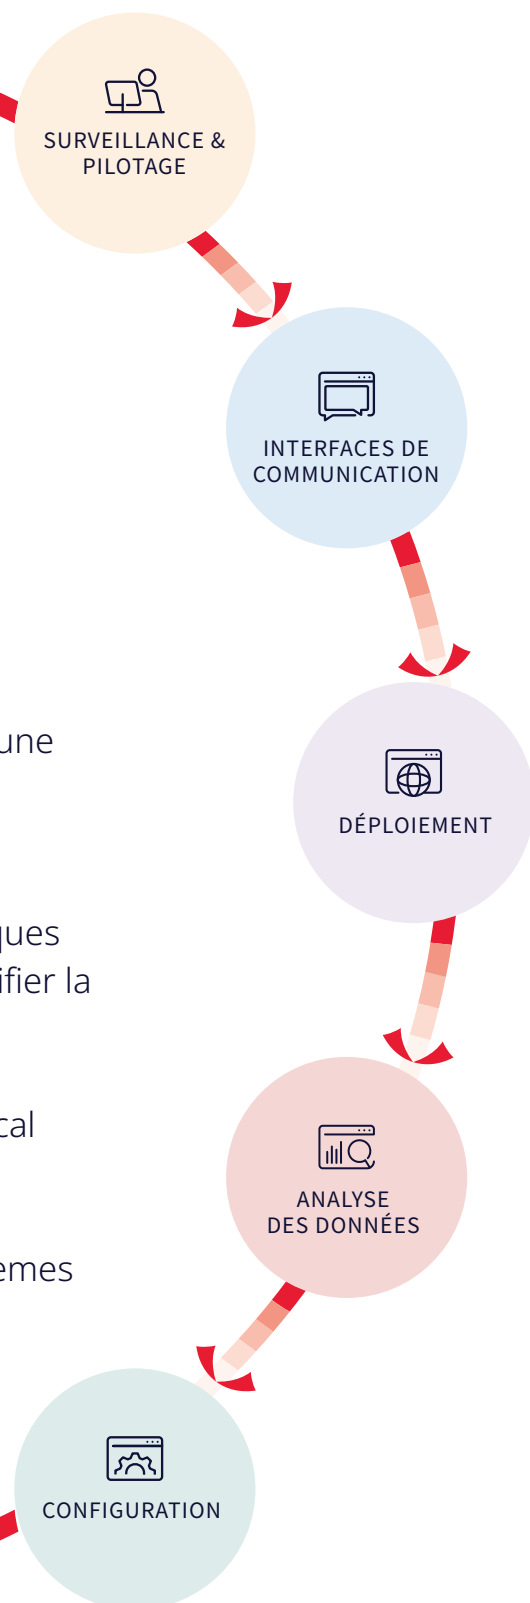 SURVEILLANCE &
PILOTAGE
INTERFACES DE
COMMUNICATION
une
DÉPLOIEMENT
ques
ifier la
cal
ANALYSE
DES DONNÉES
emes
CONFIGURATION